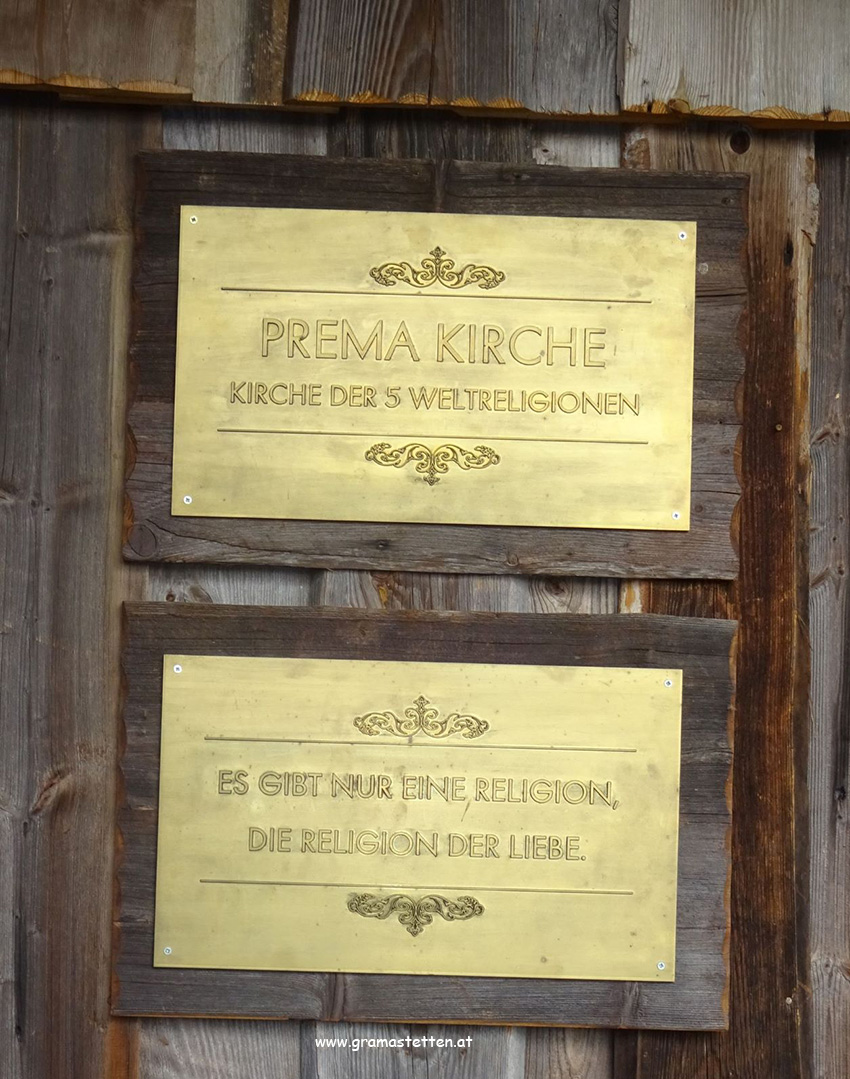 PREMA KIRCHE
KIRCHE DER 5 WELTRELIGIONEN
ES GIBT NUR EINE RELIGION,
DIE RELIGION DER LIEBE.
www.gramastetten.at